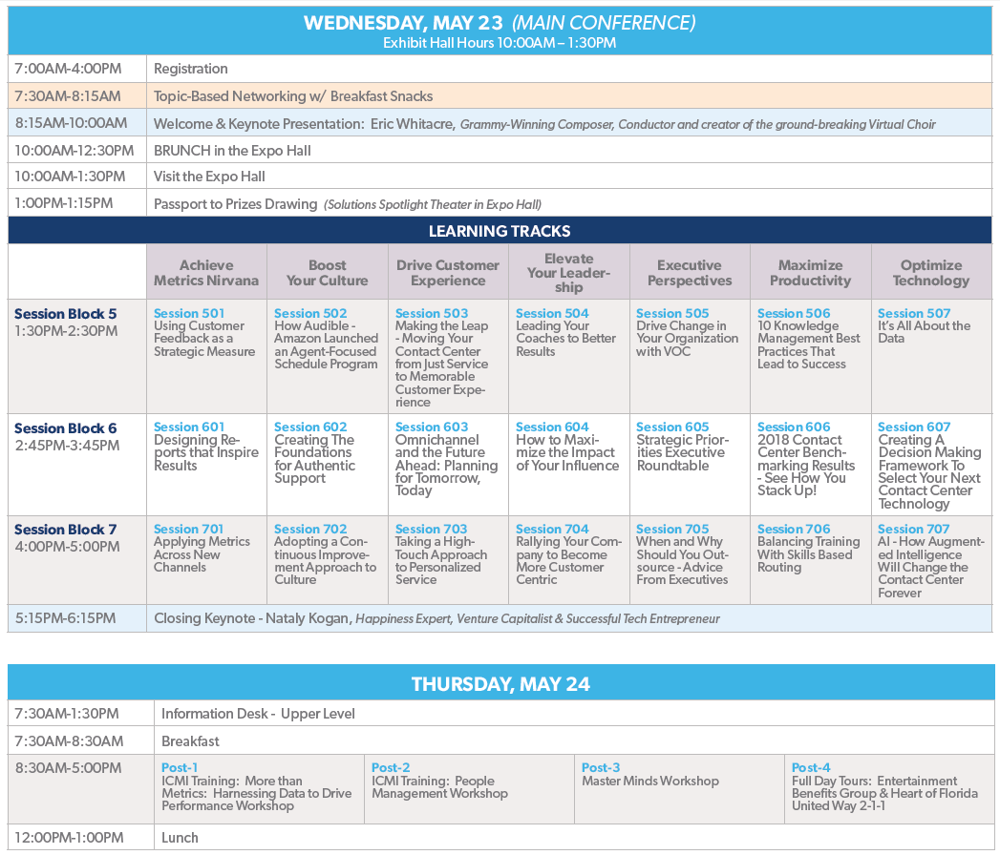 WEDNESDAY, MAY 23 (MAIN CONFERENCE)
Exhibit Hall Hours 10:00AM – 1:30PM
7:00AM-4:00PM Registration
7:30AM-8:15AM Topic-Based Networking w/ Breakfast Snacks
8:15AM-10:00AM Welcome & Keynote Presentation: Eric Whitacre, Grammy-Winning Composer, Conductor and creator of the ground-breaking Virtual Choir
10:00AM-12:30PM BRUNCH in the Expo Hall
10:00AM-1:30PM Visit the Expo Hall
1:00PM-1:15PM Passport to Prizes Drawing (Solutions Spotlight Theater in Expo Hall)
LEARNING TRACKS
Achieve
Metrics Nirvana
Boost
Your Culture
Drive Customer
Experience
Elevate
Your Leader-
ship
Executive
Perspectives
Maximize
Productivity
Optimize
Technology
Session Block 5
1:30PM-2:30PM
Session 501
Using Customer
Feedback as a
Strategic Measure
Session 502
How Audible -
Amazon Launched
an Agent-Focused
Schedule Program
Session 503
Making the Leap
- Moving Your
Contact Center
from Just Service
to Memorable
Customer Expe-
rience
Session 504
Leading Your
Coaches to Better
Results
Session 505
Drive Change in
Your Organization
with VOC
Session 506
10 Knowledge
Management Best
Practices That
Lead to Success
Session 507
It's All About the
Data
Session Block 6
2:45PM-3:45PM
Session 601
Designing Re-
ports that Inspire
Results
Session 602
Creating The
Foundations
for Authentic
Support
Session 603
Omnichannel
and the Future
Ahead: Planning
for Tomorrow,
Today
Session 604
How to Maxi-
mize the Impact
of Your Influence
Session 605
Strategic Prior-
ities Executive
Roundtable
Session 606
2018 Contact
Center Bench-
marking Results
- See How You
Stack Up!
Session 607
Creating A
Decision Making
Framework To
Select Your Next
Contact Center
Technology
Session Block 7
4:00PM-5:00PM
Session 701
Applying Metrics
Across New
Channels
Session 702
Adopting a Con-
tinuous Improve-
ment Approach to
Culture
Session 703
Taking a High-
Touch Approach
to Personalized
Service
Session 704
Rallying Your Com-
pany to Become
More Customer
Centric
Session 705
When and Why
Should You Out-
source - Advice
From Executives
Session 706
Balancing Training
With Skills Based
Routing
Session 707
AI - How Augment-
ed Intelligence
Will Change the
Contact Center
Forever
5:15PM-6:15PM Closing Keynote - Nataly Kogan, Happiness Expert, Venture Capitalist & Successful Tech Entrepreneur
THURSDAY, MAY 24
7:30AM-1:30PM Information Desk - Upper Level
7:30AM-8:30AM Breakfast
8:30AM-5:00PM
Post-1
ICMI Training: More than
Metrics: Harnessing Data to Drive
Performance Workshop
Post-2
ICMI Training: People
Management Workshop
Post-3
Master Minds Workshop
Post-4
Full Day Tours: Entertainment
Benefits Group & Heart of Florida
United Way 2-1-1
12:00PM-1:00PM Lunch